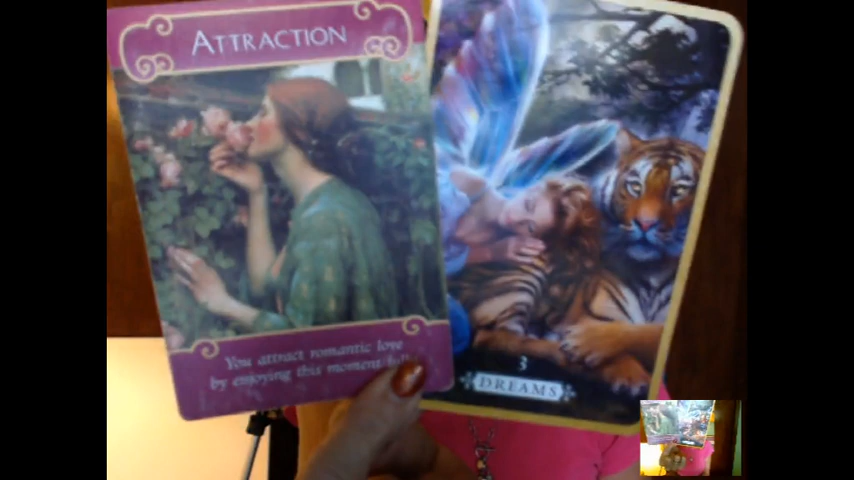 ATTRACTION
You attract romantic love
by enjoying this moment fully
3
DREAMS